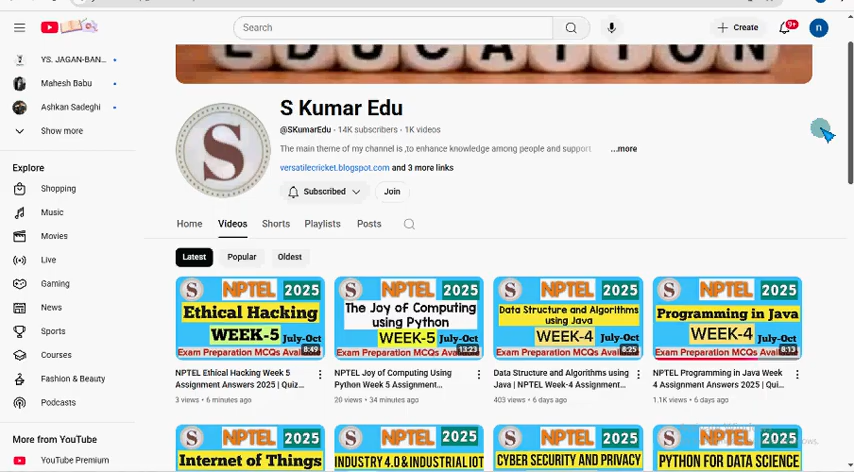 Search
Create
9+
n
EDUCATION
YS. JAGAN-BAN...
Mahesh Babu
Ashkan Sadeghi
Show more
Explore
Shopping
Music
Movies
Live
Gaming
News
Sports
Courses
Fashion & Beauty
Podcasts
More from YouTube
YouTube Premium
S
S Kumar Edu
@SKumarEdu · 14K subscribers · 1K videos
The main theme of my channel is ,to enhance knowledge among people and support ...more
versatilecricket.blogspot.com and 3 more links
Subscribed
Join
Home Videos Shorts Playlists Posts
Latest Popular Oldest
S NPTEL 2025
Ethical Hacking
WEEK-5 July-Oct
Exam Preparation MCQs Avai
8:49
NPTEL Ethical Hacking Week 5
Assignment Answers 2025 | Quiz...
3 views · 6 minutes ago
S NPTEL 2025
The Joy of Computing
using Python
WEEK-5 July-Oct
Exam Preparation MCQs Avai
13:23
NPTEL Joy of Computing Using
Python Week 5 Assignment...
20 views · 34 minutes ago
S NPTEL 2025
Data Structure and Algorithms
using Java
WEEK-4 July-Oct
Exam Preparation MCQs Avai
8:25
Data Structure and Algorithms using
Java | NPTEL Week-4 Assignment...
403 views · 6 days ago
S NPTEL 2025
Programming in Java
WEEK-4 July-Oct
Exam Preparation MCQs Avai
8:13
NPTEL Programming in Java Week
4 Assignment Answers 2025 | Qui...
1.1K views · 6 days ago
S NPTEL 2025
Internet of Things
S NPTEL 2025
INDUSTRY 4.0 & INDUSTRIAL IOT
S NPTEL 2025
CYBER SECURITY AND PRIVACY
S NPTEL 2025
PYTHON FOR DATA SCIENCE